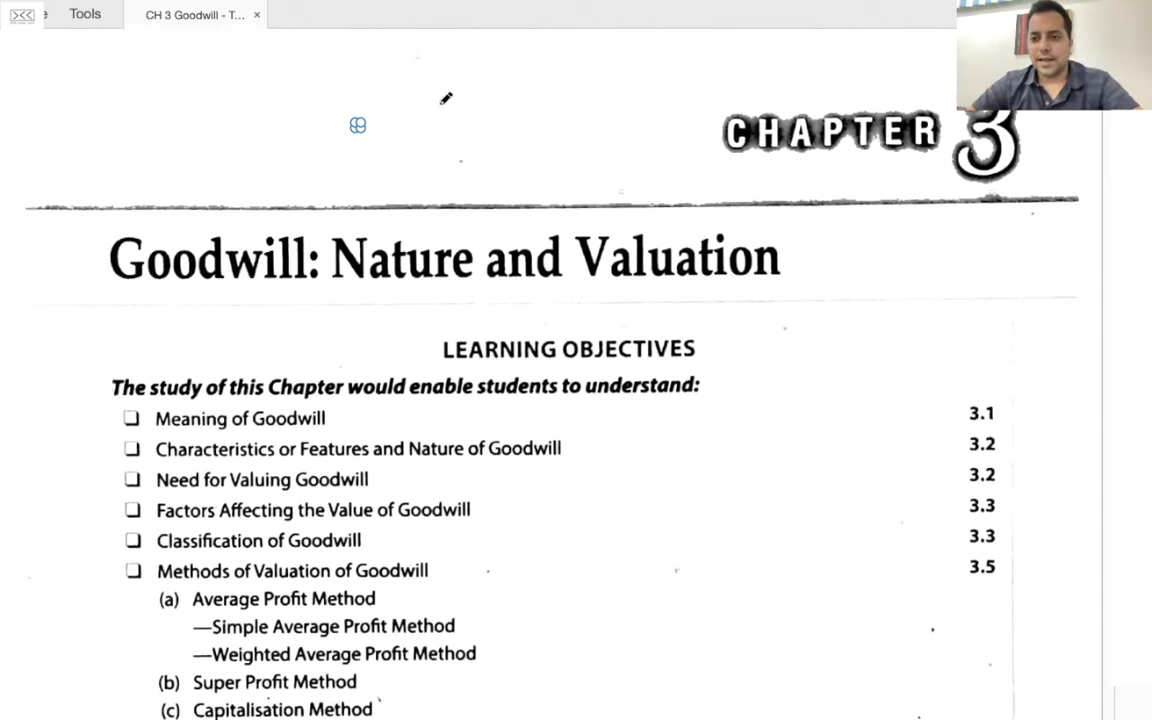 Tools
CH 3 Goodwill - T... ×
CHAPTER 3
Goodwill: Nature and Valuation
LEARNING OBJECTIVES
The study of this Chapter would enable students to understand:
❑ Meaning of Goodwill 3.1
❑ Characteristics or Features and Nature of Goodwill 3.2
❑ Need for Valuing Goodwill 3.2
❑ Factors Affecting the Value of Goodwill 3.3
❑ Classification of Goodwill 3.3
❑ Methods of Valuation of Goodwill 3.5
(a) Average Profit Method
—Simple Average Profit Method
—Weighted Average Profit Method
(b) Super Profit Method
(c) Capitalisation Method